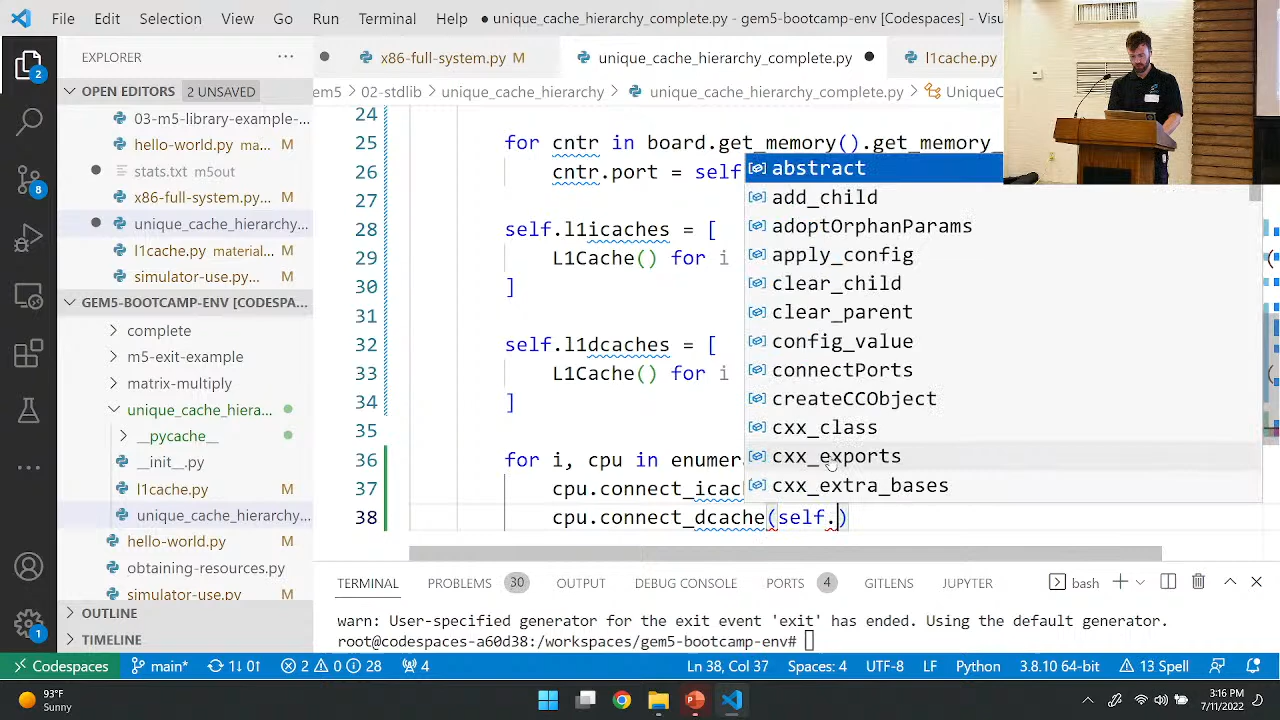 File Edit Selection View Go Run Terminal Help
● unique_cache_hierarchy_complete.py - gem5-bootcamp-env [Codespaces] - Visu
EXPLORER
x86-full-system.py M
unique_cache_hierarchy_complete.py ●
l1cache.py
OPEN EDITORS 2 UNSAVED
em5 > 02-stdlib > unique_cache_hierarchy > unique_cache_hierarchy_complete.py > UniqueC
03-m5-library-example-...
hello-world.py ma...
stats.txt m5out
x86-full-system.py...
unique_cache_hierarchy...
l1cache.py material...
simulator-use.py...
GEM5-BOOTCAMP-ENV [CODESPA...
complete
m5-exit-example
matrix-multiply
unique_cache_hiera...
__pycache__
__init__.py
l1cache.py M
unique_cache_hierarchy...
hello-world.py M
obtaining-resources.py
simulator-use.py M
OUTLINE
TIMELINE
24
25 for cntr in board.get_memory().get_memory_
26 cntr.port = self
27
28 self.l1icaches = [
29 L1Cache() for i
30 ]
31
32 self.l1dcaches = [
33 L1Cache() for i
34 ]
35
36 for i, cpu in enumer
37 cpu.connect_icac
38 cpu.connect_dcache(self.)
abstract
add_child
adoptOrphanParams
apply_config
clear_child
clear_parent
config_value
connectPorts
createCCObject
cxx_class
cxx_exports
cxx_extra_bases
TERMINAL PROBLEMS 30 OUTPUT DEBUG CONSOLE PORTS 4 GITLENS JUPYTER bash
warn: User-specified generator for the exit event 'exit' has ended. Using the default generator.
root@codespaces-a60d38:/workspaces/gem5-bootcamp-env#
2
8
1
Codespaces main* 1↓ 0↑ 2 0 28 4 Ln 38, Col 37 Spaces: 4 UTF-8 LF Python 3.8.10 64-bit 13 Spell
93°F
Sunny
3:16 PM
7/11/2022